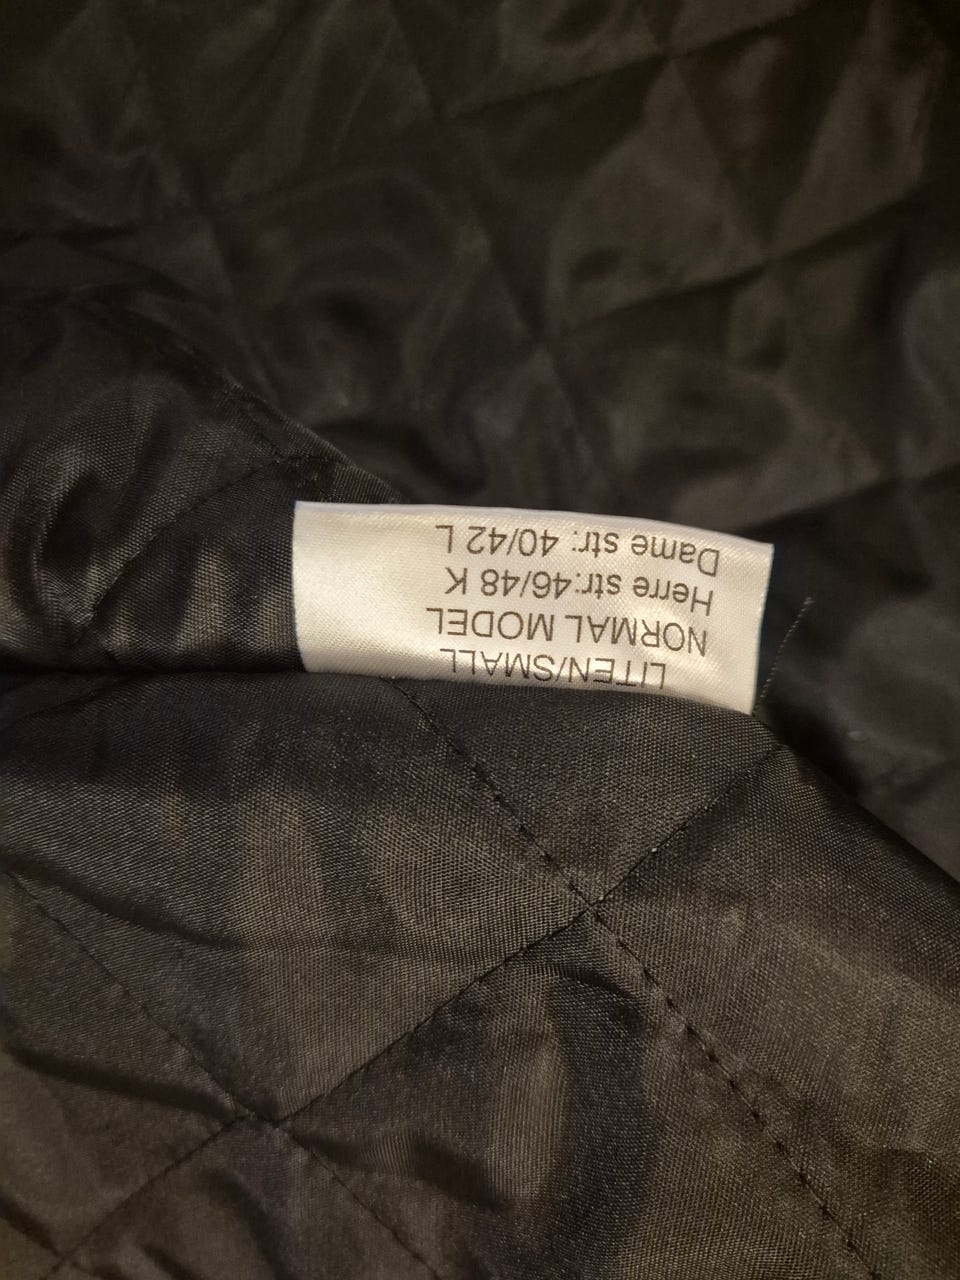 LITEN/SMALL
NORMAL MODEL
Herre str:46/48 K
Dame str: 40/42 L